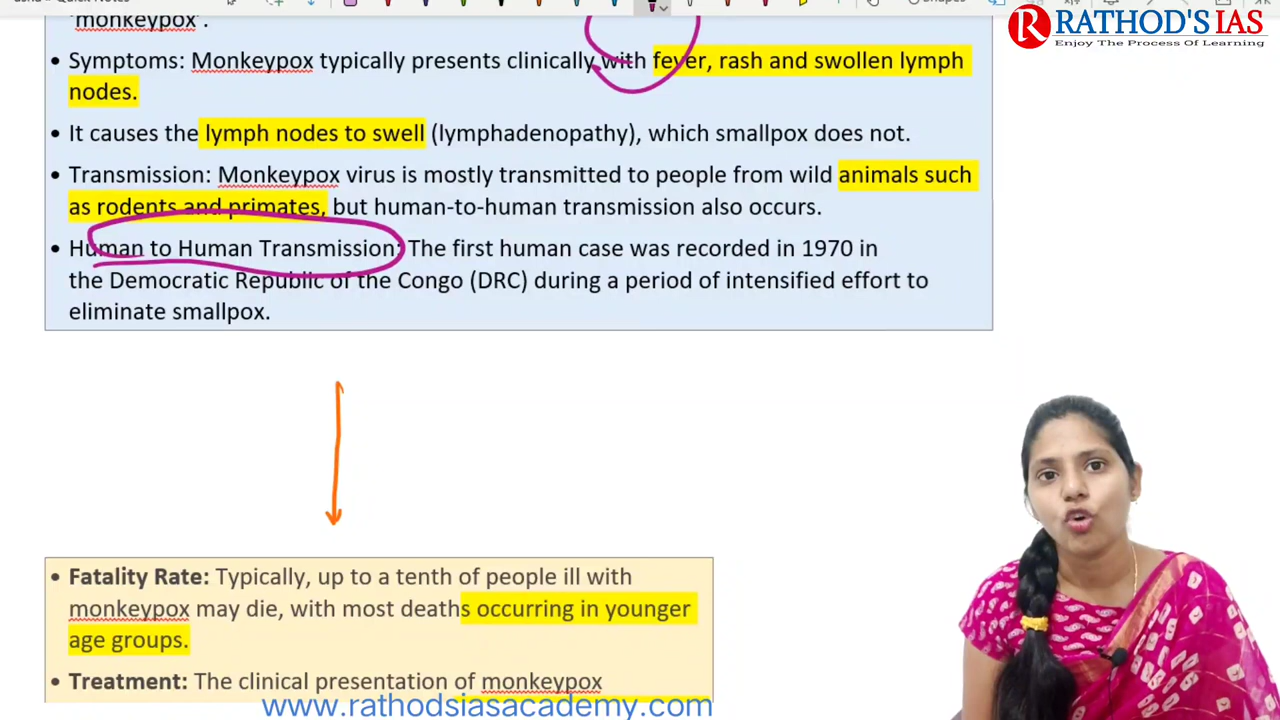 'monkeypox'.
RATHOD'S IAS
Enjoy The Process Of Learning
• Symptoms: Monkeypox typically presents clinically with fever, rash and swollen lymph
nodes.
• It causes the lymph nodes to swell (lymphadenopathy), which smallpox does not.
• Transmission: Monkeypox virus is mostly transmitted to people from wild animals such
as rodents and primates, but human-to-human transmission also occurs.
• Human to Human Transmission: The first human case was recorded in 1970 in
the Democratic Republic of the Congo (DRC) during a period of intensified effort to
eliminate smallpox.
• Fatality Rate: Typically, up to a tenth of people ill with
monkeypox may die, with most deaths occurring in younger
age groups.
• Treatment: The clinical presentation of monkeypox
www.rathodsiasacademy.com